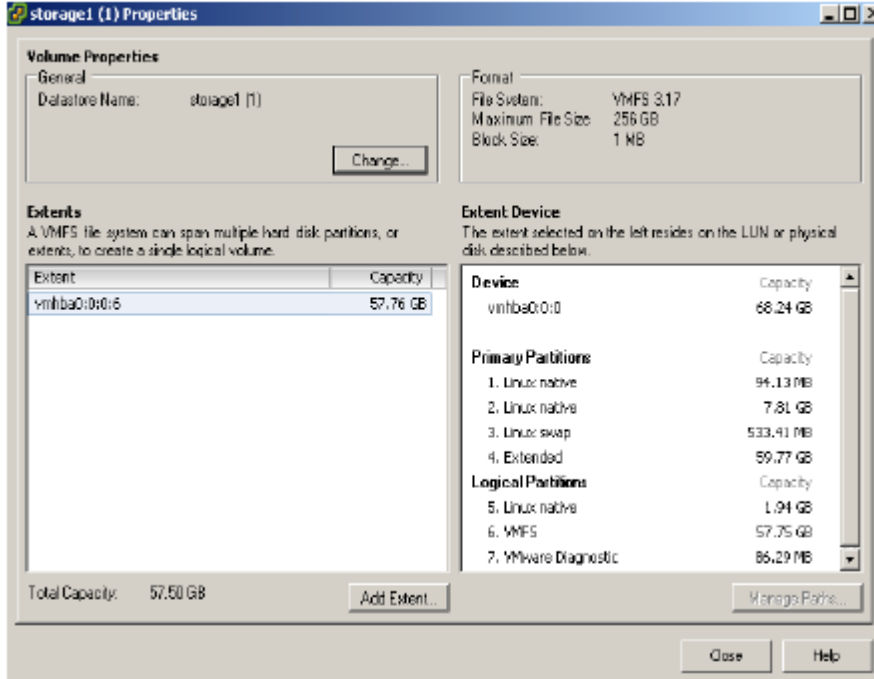 storage1 (1) Properties
Volume Properties
General
Datastore Name: storage1 (1)
Change...
Format
File System: VMFS 3.17
Maximum File Size 256 GB
Block Size: 1 MB
Extents
A VMFS file system can span multiple hard disk partitions, or
extents, to create a single logical volume.
Extent Capacity
vmhba0:0:0:6 57.76 GB
Total Capacity: 57.50 GB
Add Extent...
Extent Device
The extent selected on the left resides on the LUN or physical
disk described below.
Device Capacity
vmhba0:0:0 68.24 GB
Primary Partitions Capacity
1. Linux native 94.13 MB
2. Linux native 7.81 GB
3. Linux swap 533.41 MB
4. Extended 59.77 GB
Logical Partitions Capacity
5. Linux native 1.94 GB
6. VMFS 57.75 GB
7. VMware Diagnostic 86.29 MB
Manage Paths...
Close
Help